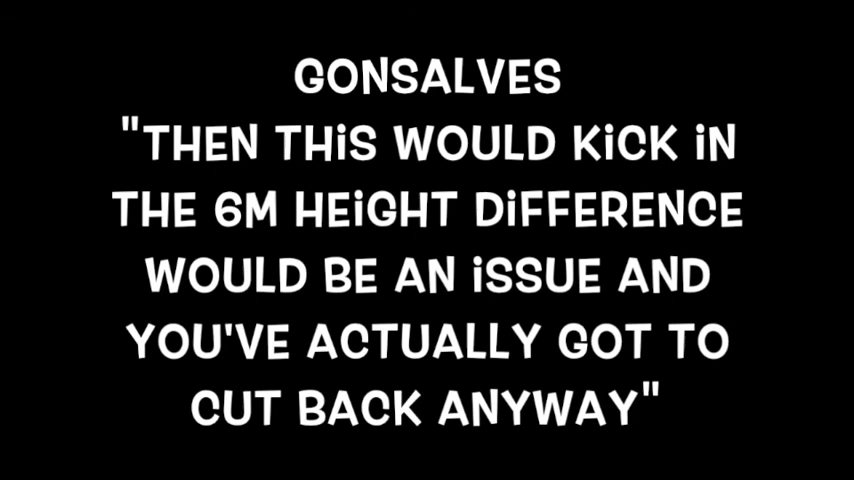 GONSALVES
"THEN THiS WOULD KiCK iN
THE 6M HEiGHT DiFFERENCE
WOULD BE AN iSSUE AND
YOU'VE ACTUALLY GOT TO
CUT BACK ANYWAY"